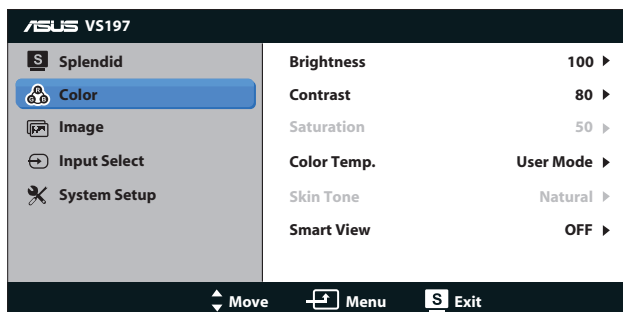 ASUS VS197
S Splendid
Color
Image
Input Select
System Setup
Brightness 100
Contrast 80
Saturation 50
Color Temp. User Mode
Skin Tone Natural
Smart View OFF
Move Menu S Exit